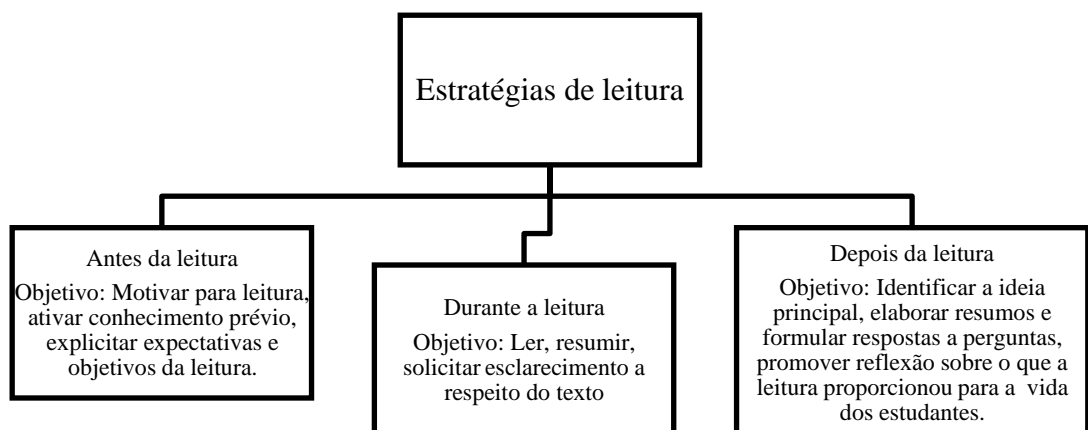 Estratégias de leitura
Antes da leitura
Objetivo: Motivar para leitura,
ativar conhecimento prévio,
explicitar expectativas e
objetivos da leitura.
Durante a leitura
Objetivo: Ler, resumir,
solicitar esclarecimento a
respeito do texto
Depois da leitura
Objetivo: Identificar a ideia
principal, elaborar resumos e
formular respostas a perguntas,
promover reflexão sobre o que a
leitura proporcionou para a vida
dos estudantes.